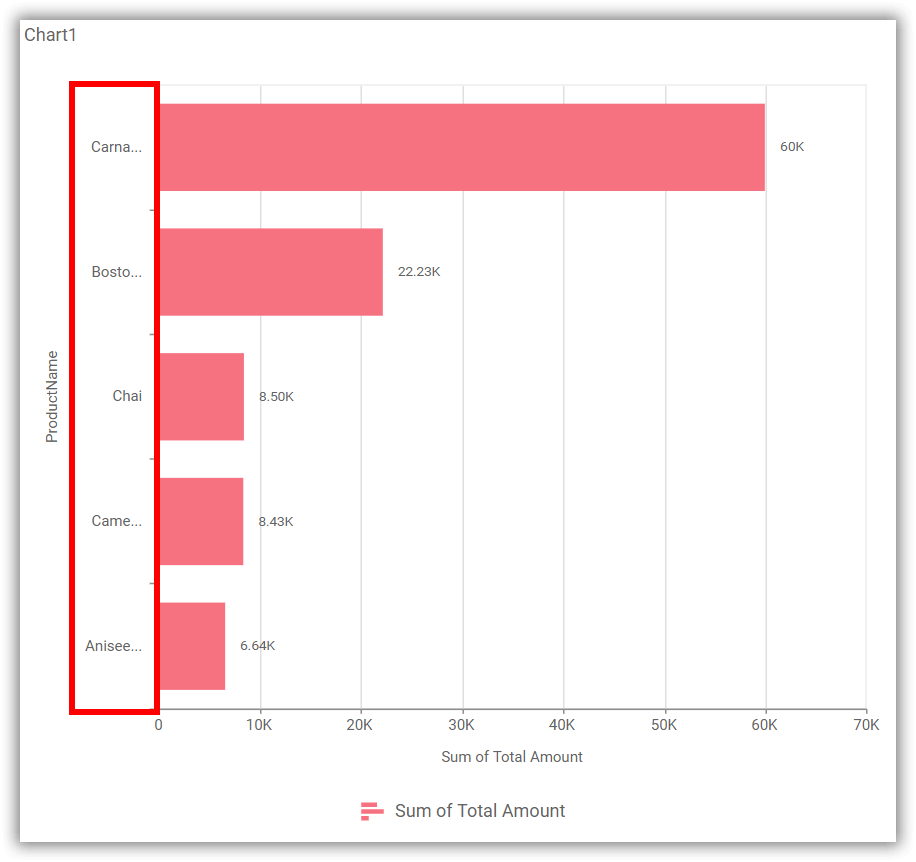 Chart1
ProductName
Carna...
60K
Bosto...
22.23K
Chai
8.50K
Came...
8.43K
Anisee...
6.64K
0 10K 20K 30K 40K 50K 60K 70K
Sum of Total Amount
Sum of Total Amount